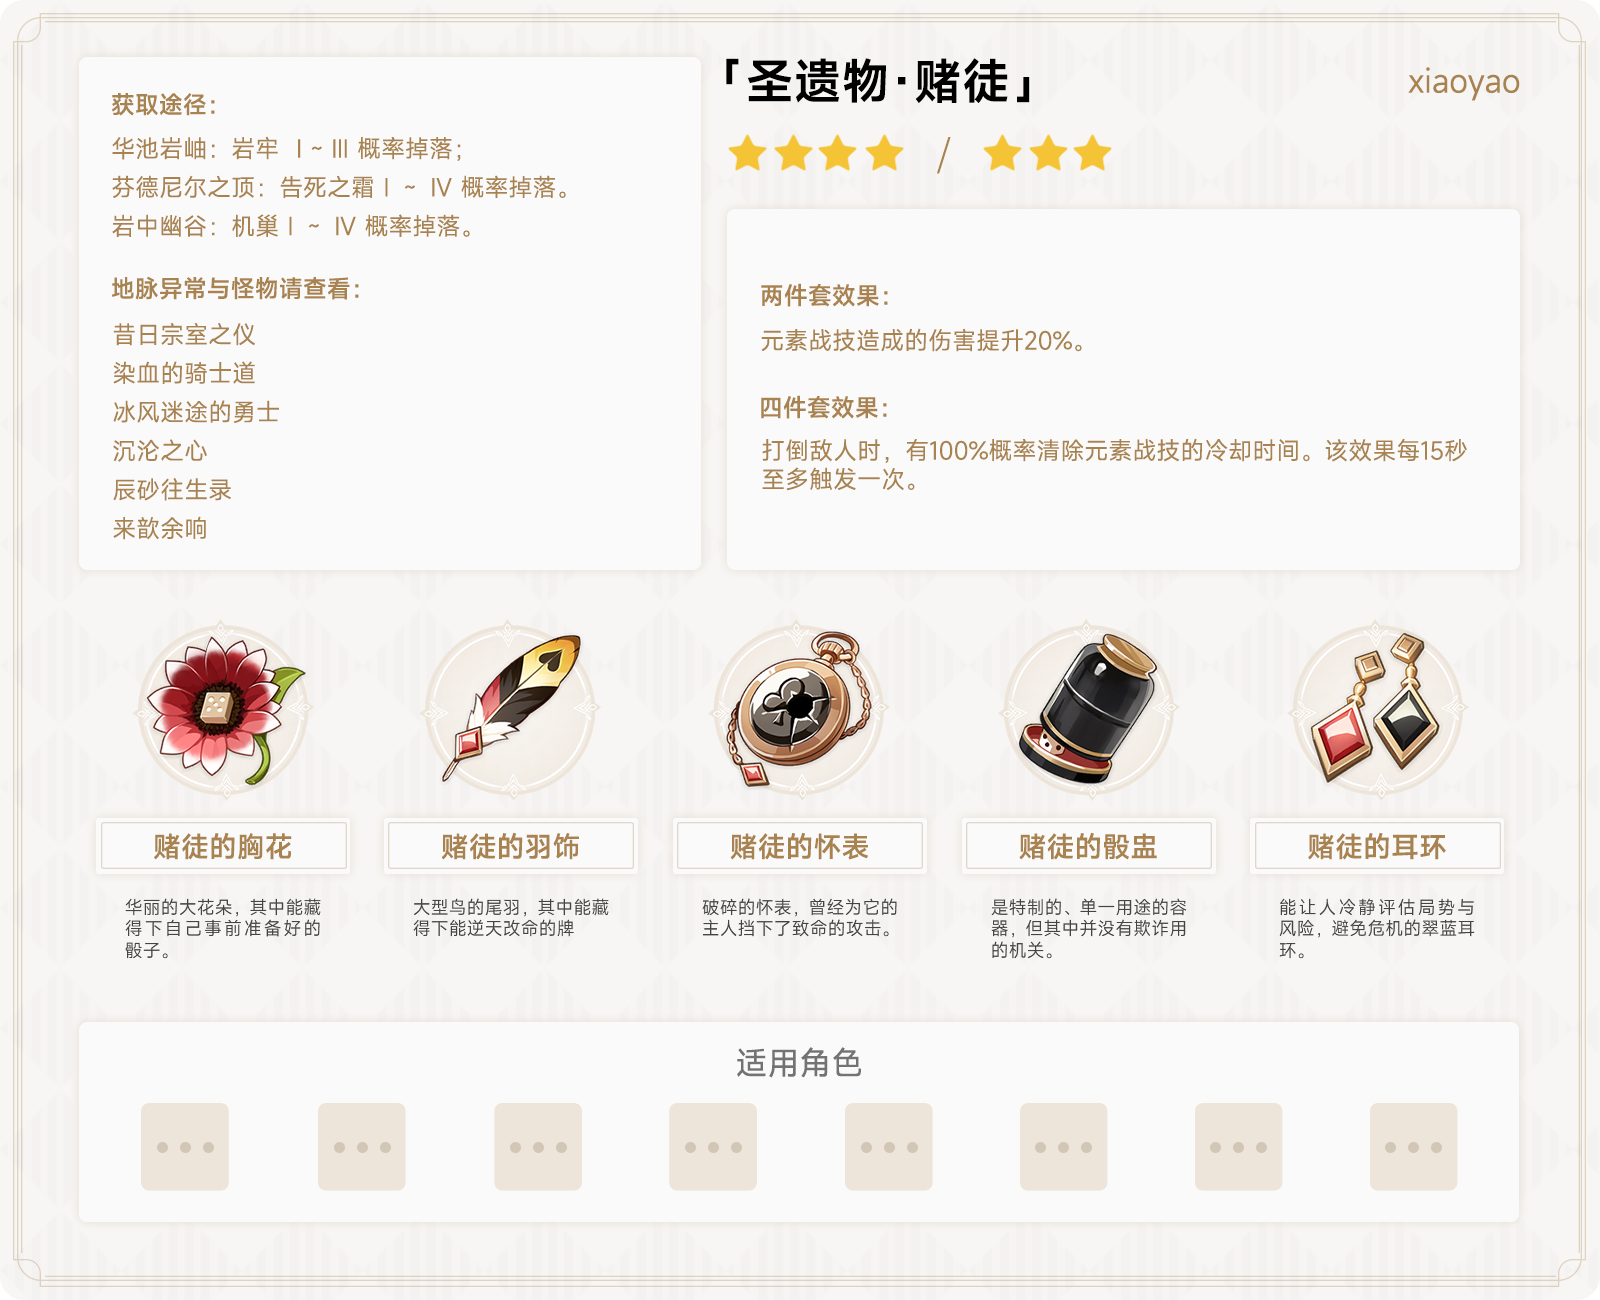 获取途径：
华池岩岫：岩牢 Ⅰ ~ Ⅲ 概率掉落；
芬德尼尔之顶：告死之霜Ⅰ ~ Ⅳ 概率掉落。
岩中幽谷：机巢Ⅰ ~ Ⅳ 概率掉落。
地脉异常与怪物请查看：
昔日宗室之仪
染血的骑士道
冰风迷途的勇士
沉沦之心
辰砂往生录
来歆余响
「圣遗物·赌徒」
xiaoyao
/
两件套效果：
元素战技造成的伤害提升20%。
四件套效果：
打倒敌人时，有100%概率清除元素战技的冷却时间。该效果每15秒
至多触发一次。
赌徒的胸花
华丽的大花朵，其中能藏
得下自己事前准备好的
骰子。
赌徒的羽饰
大型鸟的尾羽，其中能藏
得下能逆天改命的牌
赌徒的怀表
破碎的怀表，曾经为它的
主人挡下了致命的攻击。
赌徒的骰盅
是特制的、单一用途的容
器，但其中并没有欺诈用
的机关。
赌徒的耳环
能让人冷静评估局势与
风险，避免危机的翠蓝耳
环。
适用角色